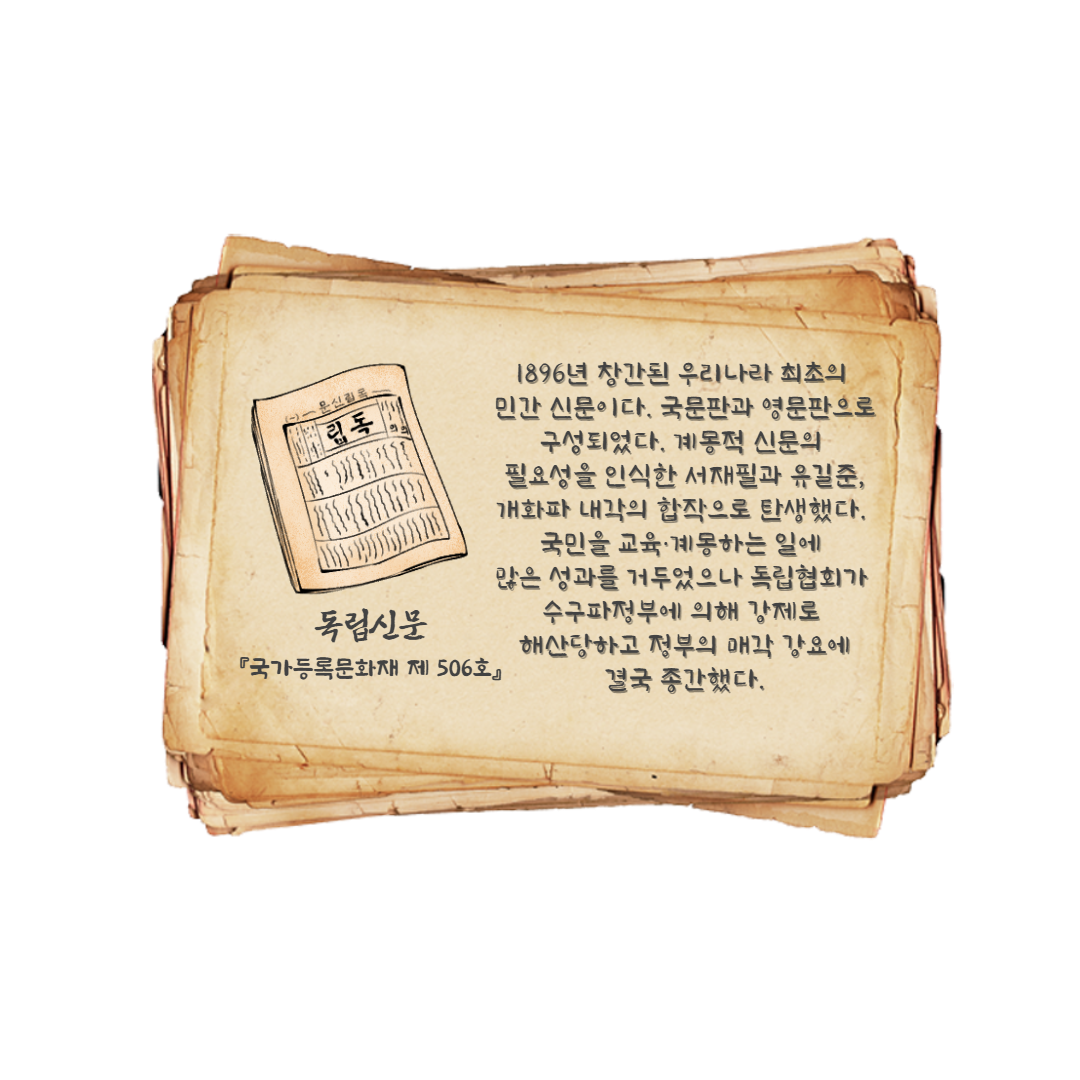 문신립독
립독
독립신문
『국가등록문화재 제 506호』
1896년 창간된 우리나라 최초의
민간 신문이다. 국문판과 영문판으로
구성되었다. 계몽적 신문의
필요성을 인식한 서재필과 유길준,
개화파 내각의 합작으로 탄생했다.
국민을 교육·계몽하는 일에
많은 성과를 거두었으나 독립협회가
수구파정부에 의해 강제로
해산당하고 정부의 매각 강요에
결국 종간했다.